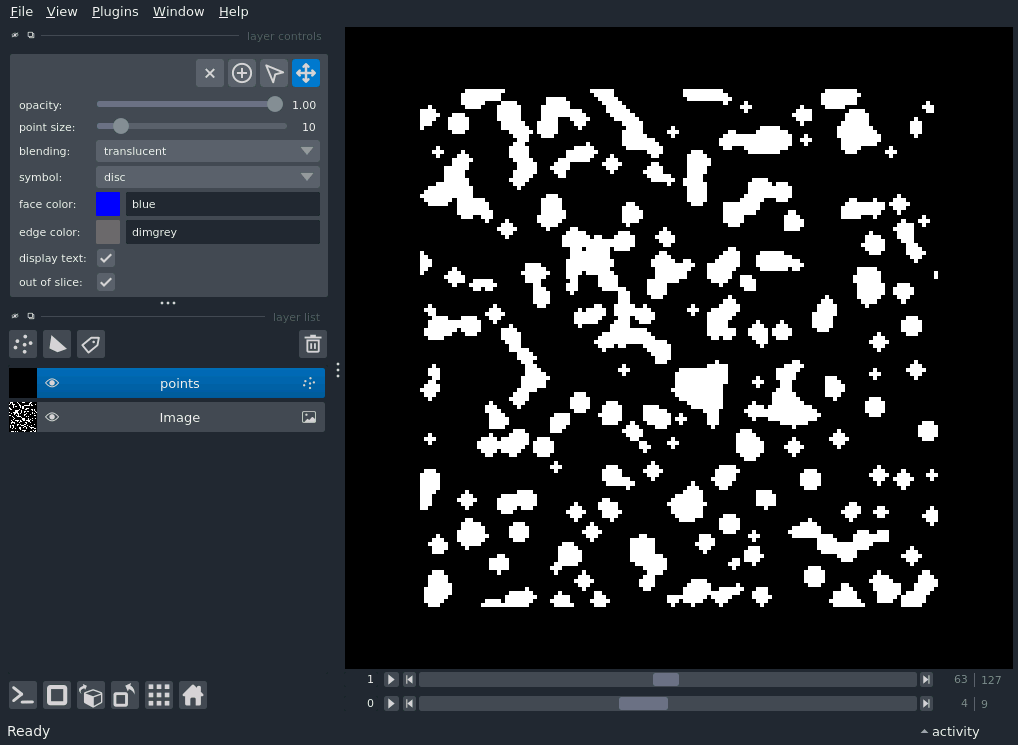 File View Plugins Window Help
layer controls
opacity: 1.00
point size: 10
blending: translucent
symbol: disc
face color: blue
edge color: dimgrey
display text:
out of slice:
layer list
points
Image
1 63 127
0 4 9
Ready activity